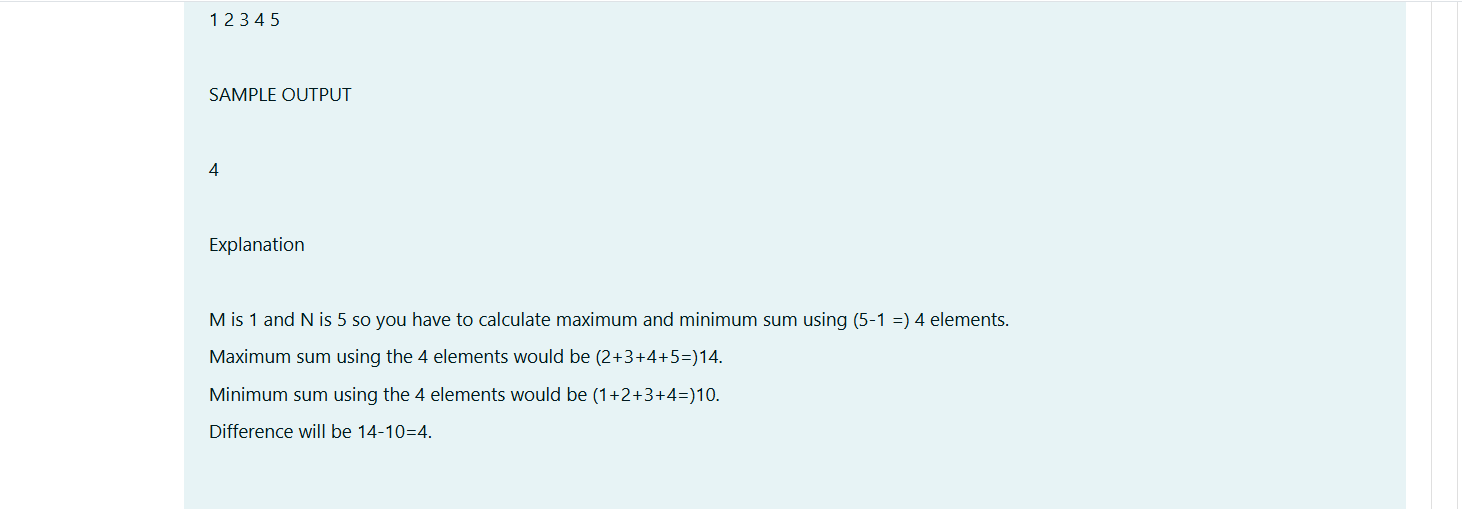 1 2 3 4 5
SAMPLE OUTPUT
4
Explanation
M is 1 and N is 5 so you have to calculate maximum and minimum sum using (5-1 =) 4 elements.
Maximum sum using the 4 elements would be (2+3+4+5=)14.
Minimum sum using the 4 elements would be (1+2+3+4=)10.
Difference will be 14-10=4.